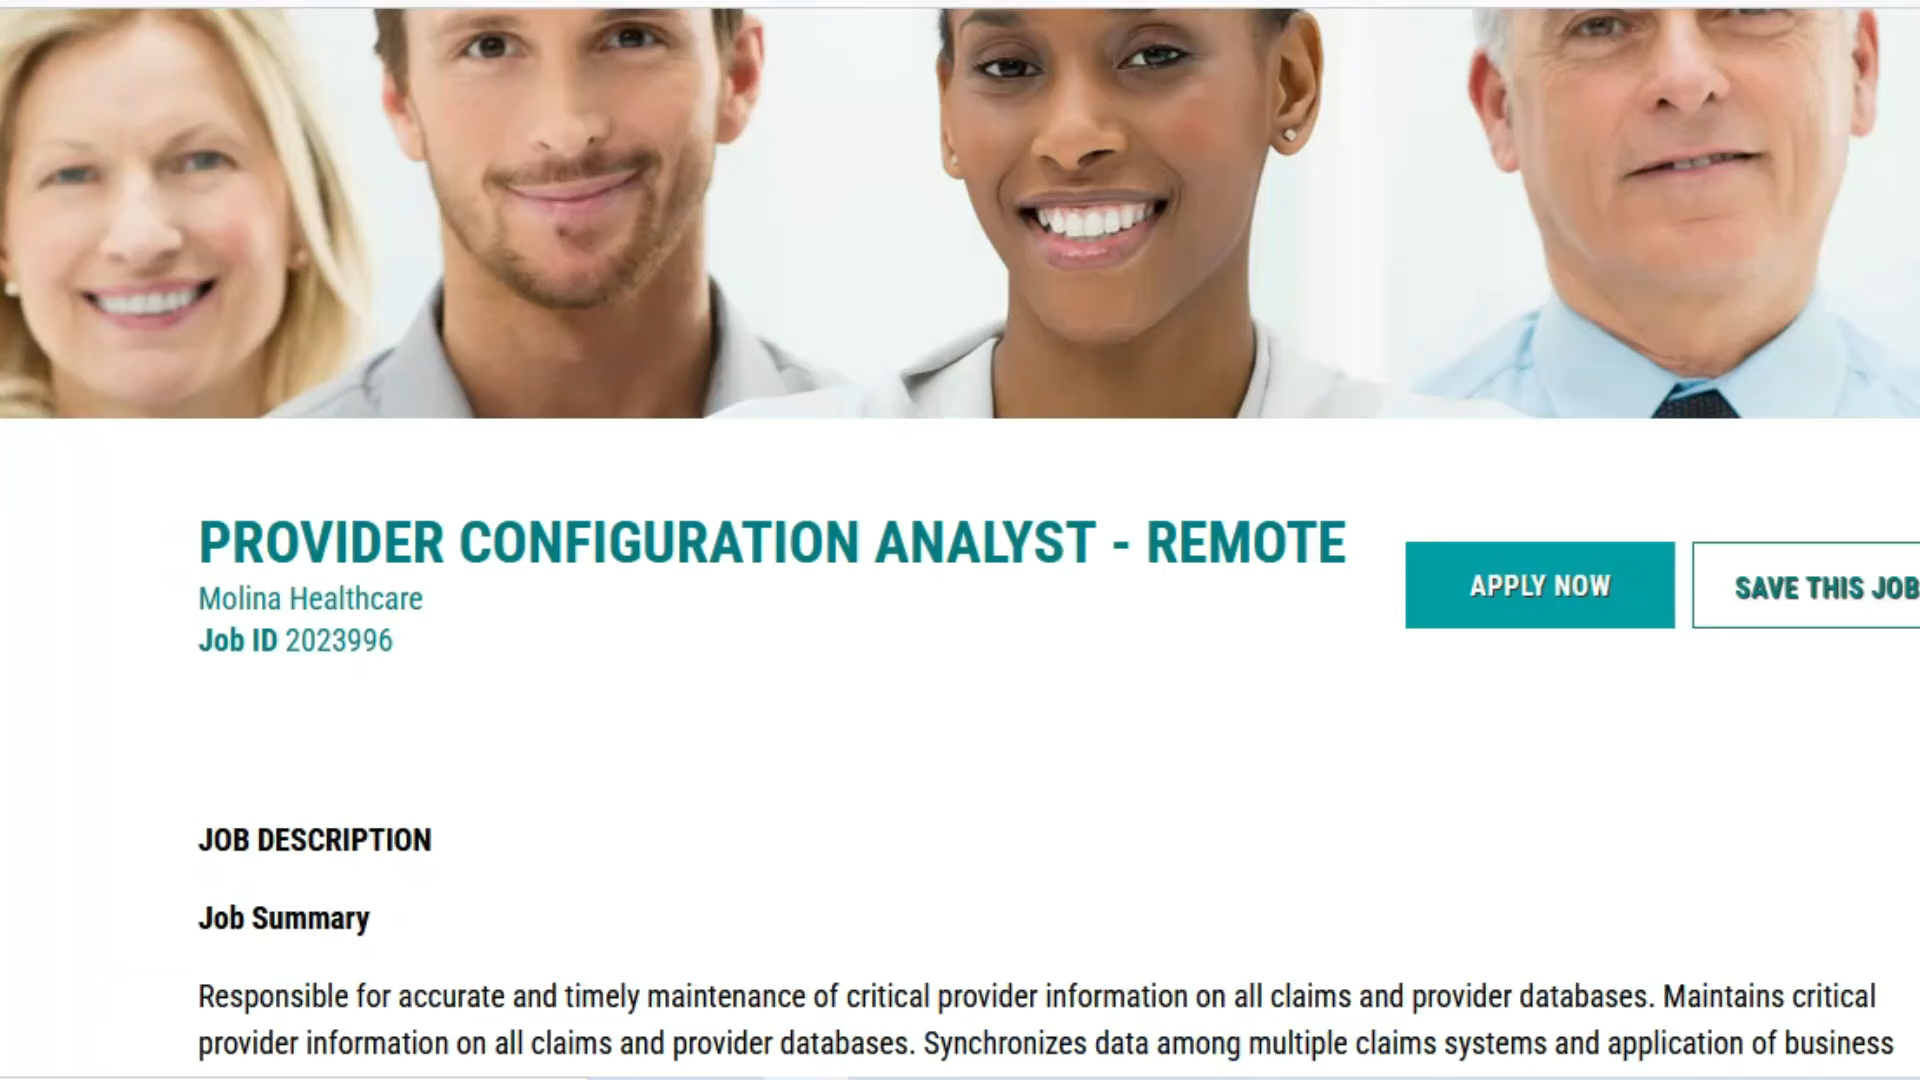 PROVIDER CONFIGURATION ANALYST - REMOTE
Molina Healthcare
Job ID 2023996
APPLY NOW
SAVE THIS JOB
JOB DESCRIPTION
Job Summary
Responsible for accurate and timely maintenance of critical provider information on all claims and provider databases. Maintains critical
provider information on all claims and provider databases. Synchronizes data among multiple claims systems and application of business